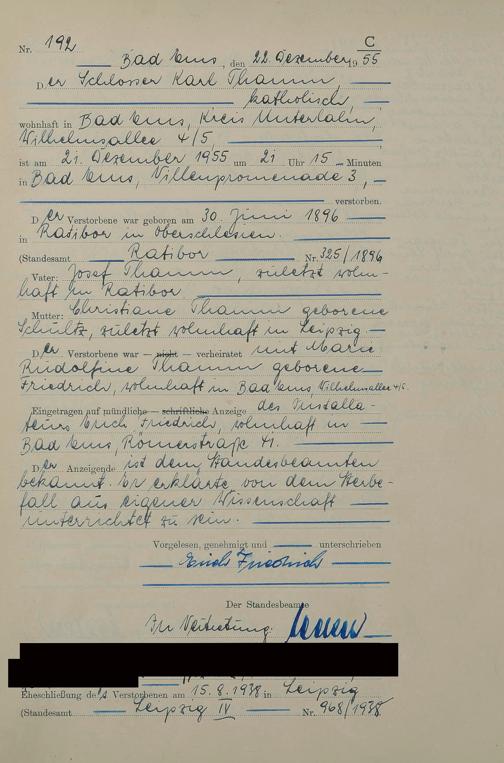 Nr. 192 C
Bad Ems, den 22. Dezember 1955
Der Schlosser Karl Thamm,
katholisch,
wohnhaft in Bad Ems, Kreis Unterlahn,
Wilhelmsallee 4/5,
ist am 21. Dezember 1955 um 21 Uhr 15 Minuten
in Bad Ems, Villenpromenade 3,
verstorben.
Der Verstorbene war geboren am 30. Juni 1896
in Ratibor in Oberschlesien.
(Standesamt Ratibor Nr. 325/1896
Vater: Josef Thamm, zuletzt wohn-
haft in Ratibor
Mutter: Christiane Thamm geborene
Schultz, zuletzt wohnhaft in Leipzig.
Der Verstorbene war — nicht — verheiratet mit Marie
Rudolfine Thamm geborene
Friedrich, wohnhaft in Bad Ems, Wilhelmsallee 4/5.
Eingetragen auf mündliche — schriftliche Anzeige des Installa-
teurs Erich Friedrich, wohnhaft in
Bad Ems, Römerstraße 41.
Der Anzeigende ist dem Standesbeamten
bekannt. Er erklärte von dem Sterbe-
fall aus eigener Wissenschaft
unterrichtet zu sein.
Vorgelesen, genehmigt und unterschrieben
Erich Friedrich
Der Standesbeamte
In Vertretung
Eheschließung des Verstorbenen am 15.8.1938 in Leipzig
(Standesamt Leipzig IV Nr. 968/1938